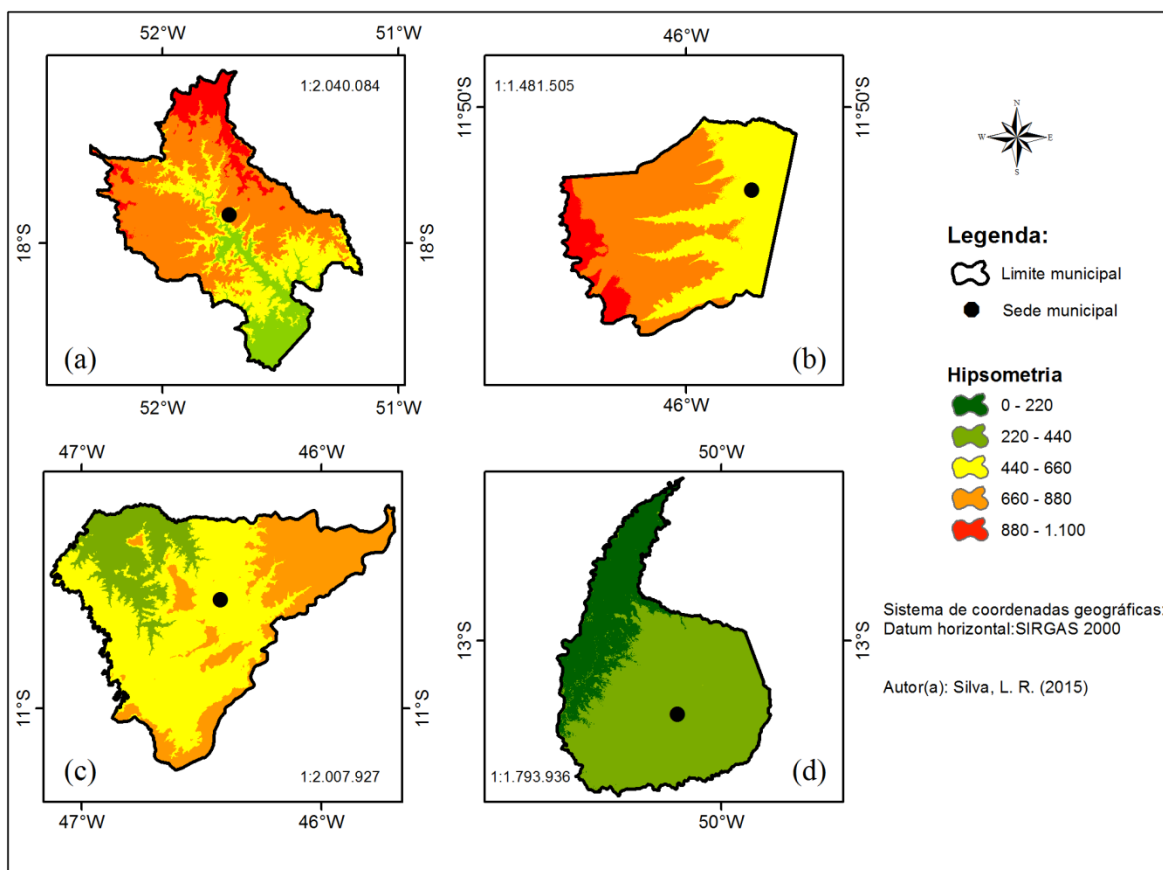 52°W 51°W
46°W
1:2.040.084
1:1.481.505
11°50'S
18°S
18°S
11°50'S
(a)
(b)
52°W 51°W
46°W
N
W E
S
Legenda:
Limite municipal
Sede municipal
Hipsometria
0 - 220
220 - 440
440 - 660
660 - 880
880 - 1.100
47°W 46°W
50°W
11°S
11°S
13°S
13°S
(c)
1:2.007.927
1:1.793.936
(d)
47°W 46°W
50°W
Sistema de coordenadas geográficas:
Datum horizontal:SIRGAS 2000
Autor(a): Silva, L. R. (2015)